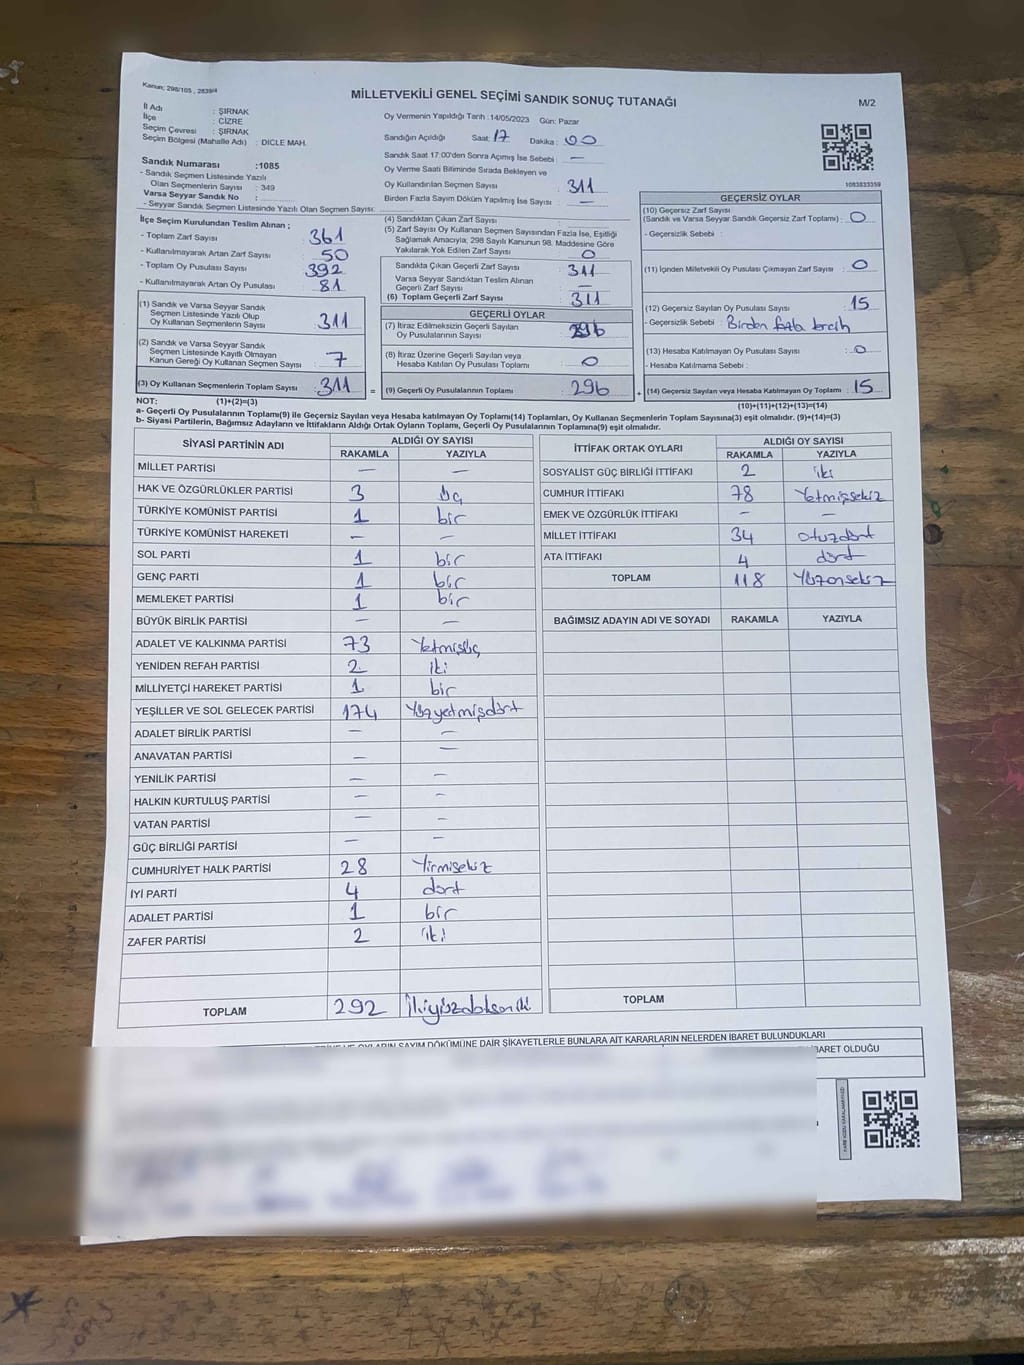 Kanun; 298/105 , 2839/4
MİLLETVEKİLİ GENEL SEÇİMİ SANDIK SONUÇ TUTANAĞI
M/2
İl Adı : ŞIRNAK
İlçe : CİZRE
Seçim Çevresi : ŞIRNAK
Seçim Bölgesi (Mahalle Adı) : DICLE MAH.
Oy Vermenin Yapıldığı Tarih :14/05/2023 Gün: Pazar
Sandığın Açıldığı Saat: 17 Dakika : 00
Sandık Saat 17:00'den Sonra Açımış İse Sebebi : —
Oy Verme Saati Bitiminde Sırada Bekleyen ve
Oy Kullandırılan Seçmen Sayısı : 311
Birden Fazla Sayım Döküm Yapılmış İse Sayısı : —
Sandık Numarası :1085
- Sandık Seçmen Listesinde Yazılı
Olan Seçmenlerin Sayısı : 349
Varsa Seyyar Sandık No :
- Seyyar Sandık Seçmen Listesinde Yazılı Olan Seçmen Sayısı:
1083833359
İlçe Seçim Kurulundan Teslim Alınan ;
- Toplam Zarf Sayısı : 361
- Kullanılmayarak Artan Zarf Sayısı : 50
- Toplam Oy Pusulası Sayısı : 392
- Kullanılmayarak Artan Oy Pusulası : 81
(1) Sandık ve Varsa Seyyar Sandık
Seçmen Listesinde Yazılı Olup
Oy Kullanan Seçmenlerin Sayısı : 311
(2) Sandık ve Varsa Seyyar Sandık
Seçmen Listesinde Kayıtlı Olmayan
Kanun Gereği Oy Kullanan Seçmen Sayısı : 7
(3) Oy Kullanan Seçmenlerin Toplam Sayısı : 311
(4) Sandıktan Çıkan Zarf Sayısı :
(5) Zarf Sayısı Oy Kullanan Seçmen Sayısından Fazla İse, Eşitliği
Sağlamak Amacıyla; 298 Sayılı Kanunun 98. Maddesine Göre
Yakılarak Yok Edilen Zarf Sayısı : 0
Sandıkta Çıkan Geçerli Zarf Sayısı : 311
Varsa Seyyar Sandıktan Teslim Alınan
Geçerli Zarf Sayısı : —
(6) Toplam Geçerli Zarf Sayısı : 311
GEÇERLİ OYLAR
(7) İtiraz Edilmeksizin Geçerli Sayılan
Oy Pusulalarının Sayısı : 296
(8) İtiraz Üzerine Geçerli Sayılan veya
Hesaba Katılan Oy Pusulası Toplamı : 0
= (9) Geçerli Oy Pusulalarının Toplamı : 296
GEÇERSİZ OYLAR
(10) Geçersiz Zarf Sayısı
(Sandık ve Varsa Seyyar Sandık Geçersiz Zarf Toplamı) : 0
- Geçersizlik Sebebi :
(11) İçinden Milletvekili Oy Pusulası Çıkmayan Zarf Sayısı : 0
(12) Geçersiz Sayılan Oy Pusulası Sayısı : 15
- Geçersizlik Sebebi : Birden fazla tercih
(13) Hesaba Katılmayan Oy Pusulası Sayısı : 0
- Hesaba Katılmama Sebebi :
+ (14) Geçersiz Sayılan veya Hesaba Katılmayan Oy Toplamı : 15
NOT: (1)+(2)=(3) (10)+(11)+(12)+(13)=(14)
a- Geçerli Oy Pusulalarının Toplamı(9) ile Geçersiz Sayılan veya Hesaba katılmayan Oy Toplamı(14) Toplamları, Oy Kullanan Seçmenlerin Toplam Sayısına(3) eşit olmalıdır. (9)+(14)=(3)
b- Siyasi Partilerin, Bağımsız Adayların ve İttifakların Aldığı Ortak Oyların Toplamı, Geçerli Oy Pusulalarının Toplamına(9) eşit olmalıdır.
SİYASİ PARTİNİN ADI ALDIĞI OY SAYISI
RAKAMLA YAZIYLA
MİLLET PARTİSİ — —
HAK VE ÖZGÜRLÜKLER PARTİSİ 3 Üç
TÜRKİYE KOMÜNİST PARTİSİ 1 bir
TÜRKİYE KOMÜNİST HAREKETİ — —
SOL PARTİ 1 bir
GENÇ PARTİ 1 bir
MEMLEKET PARTİSİ 1 bir
BÜYÜK BİRLİK PARTİSİ — —
ADALET VE KALKINMA PARTİSİ 73 Yetmişüç
YENİDEN REFAH PARTİSİ 2 iki
MİLLİYETÇİ HAREKET PARTİSİ 1 bir
YEŞİLLER VE SOL GELECEK PARTİSİ 174 Yüzyetmişdört
ADALET BİRLİK PARTİSİ — —
ANAVATAN PARTİSİ — —
YENİLİK PARTİSİ — —
HALKIN KURTULUŞ PARTİSİ — —
VATAN PARTİSİ — —
GÜÇ BİRLİĞİ PARTİSİ — —
CUMHURİYET HALK PARTİSİ 28 Yirmisekiz
İYİ PARTİ 4 dört
ADALET PARTİSİ 1 bir
ZAFER PARTİSİ 2 iki
TOPLAM 292 İkiyüzdoksaniki
İTTİFAK ORTAK OYLARI ALDIĞI OY SAYISI
RAKAMLA YAZIYLA
SOSYALIST GÜÇ BİRLİĞİ İTTİFAKI 2 iki
CUMHUR İTTİFAKI 78 Yetmişsekiz
EMEK VE ÖZGÜRLÜK İTTİFAKI — —
MİLLET İTTİFAKI 34 otuzdört
ATA İTTİFAKI 4 dört
TOPLAM 118 Yüzonsekiz
BAĞIMSIZ ADAYIN ADI VE SOYADI RAKAMLA YAZIYLA
TOPLAM
OYLARIN SAYIM DÖKÜMÜNE DAİR ŞİKAYETLERLE BUNLARA AİT KARARLARIN NELERDEN İBARET BULUNDUKLARI
İBARET OLDUĞU